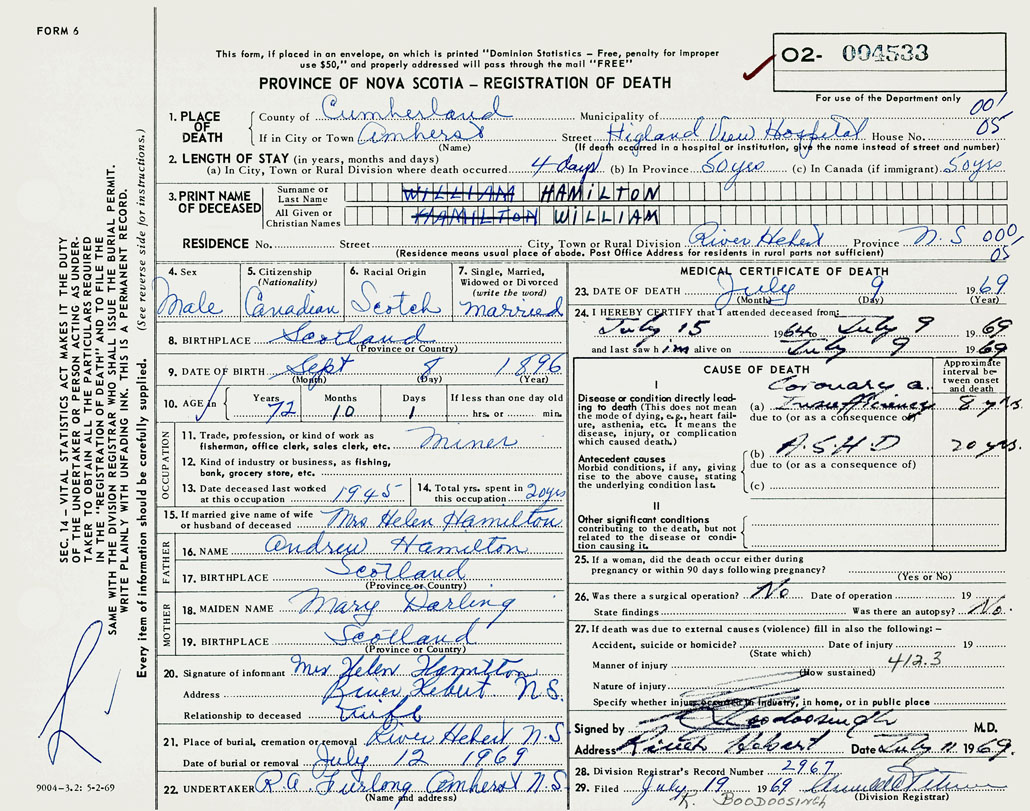 FORM 6
This form, if placed in an envelope, on which is printed "Dominion Statistics – Free, penalty for improper
use $50," and properly addressed will pass through the mail "FREE"
PROVINCE OF NOVA SCOTIA – REGISTRATION OF DEATH
O2- 004533
For use of the Department only
001
05
1. PLACE OF DEATH
County of Cumberland Municipality of
If in City or Town Amherst Street Higland View Hospital House No.
(Name) (If death occurred in a hospital or institution, give the name instead of street and number)
2. LENGTH OF STAY (in years, months and days)
(a) In City, Town or Rural Division where death occurred 4 days (b) In Province 50yrs (c) In Canada (if immigrant) 50yrs
3. PRINT NAME OF DECEASED
Surname or Last Name WILLIAM HAMILTON
All Given or Christian Names HAMILTON WILLIAM
RESIDENCE No. Street City, Town or Rural Division River Hebert Province N.S 000,
05
(Residence means usual place of abode. Post Office Address for residents in rural parts not sufficient)
4. Sex
Male
5. Citizenship
(Nationality)
Canadian
6. Racial Origin
Scotch
7. Single, Married,
Widowed or Divorced
(write the word)
married
8. BIRTHPLACE Scotland
(Province or Country)
9. DATE OF BIRTH Sept 8 1896
(Month) (Day) (Year)
10. AGE in
Years Months Days If less than one day old
72 10 1 hrs. or min.
OCCUPATION
11. Trade, profession, or kind of work as
fisherman, office clerk, sales clerk, etc. Miner
12. Kind of industry or business, as fishing,
bank, grocery store, etc.
13. Date deceased last worked
at this occupation 1945
14. Total yrs. spent in
this occupation 20yrs
15. If married give name of wife
or husband of deceased Mrs Helen Hamilton
FATHER
16. NAME Andrew Hamilton
17. BIRTHPLACE Scotland
(Province or Country)
MOTHER
18. MAIDEN NAME Mary Darling
19. BIRTHPLACE Scotland
(Province or Country)
20. Signature of informant Mrs Helen Hamilton
Address River Hebert N.S.
Relationship to deceased Wife
21. Place of burial, cremation or removal River Hebert N.S
Date of burial or removal July 12 1969
22. UNDERTAKER R.A Furlong Amherst N.S.
(Name and address)
MEDICAL CERTIFICATE OF DEATH
23. DATE OF DEATH July 9 1969
(Month) (Day) (Year)
24. I HEREBY CERTIFY that I attended deceased from:
July 15 1964 to July 9 1969
and last saw him alive on July 9 1969
CAUSE OF DEATH
Approximate
interval between
onset
and death
I
Disease or condition directly leading
to death (This does not mean
the mode of dying, e.g., heart failure,
asthenia, etc. It means the
disease, injury, or complication
which caused death.)
Coronary a.
(a) Insufficiency 8 yrs.
due to (or as a consequence of)
Antecedent causes
Morbid conditions, if any, giving
rise to the above cause, stating
the underlying condition last.
(b) A.S.H.D 20 yrs.
due to (or as a consequence of)
(c)
II
Other significant conditions
contributing to the death, but not
related to the disease or condition
causing it.
25. If a woman, did the death occur either during
pregnancy or within 90 days following pregnancy?
(Yes or No)
26. Was there a surgical operation? No Date of operation 19
State findings Was there an autopsy? No.
27. If death was due to external causes (violence) fill in also the following: –
Accident, suicide or homicide? Date of injury 19
(State which)
Manner of injury 412.3
(How sustained)
Nature of injury
Specify whether injury occurred in industry, in home, or in public place
Signed by Boodoosingh M.D.
Address River Hebert Date July 11 1969.
28. Division Registrar's Record Number 2967
29. Filed July 19 1969
(Division Registrar)
R. BOODOOSINGH
SEC. 14 – VITAL STATISTICS ACT MAKES IT THE DUTY
OF THE UNDERTAKER OR PERSON ACTING AS UNDERTAKER
TO OBTAIN ALL THE PARTICULARS REQUIRED
IN THE "REGISTRATION OF DEATH" AND TO FILE THE
SAME WITH THE DIVISION REGISTRAR WHO SHALL ISSUE THE BURIAL PERMIT.
WRITE PLAINLY WITH UNFADING INK. THIS IS A PERMANENT RECORD.
Every item of information should be carefully supplied. (See reverse side for instructions.)
9004-3.2: 5-2-69